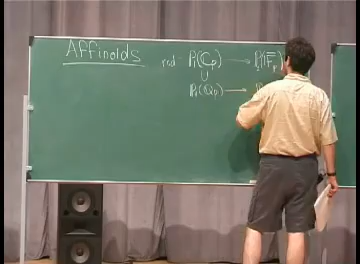 Affinoids
red: P₁(ℂₚ) ⟶ P₁(F̄ₚ)
∪
P₁(ℚₚ) ⟶